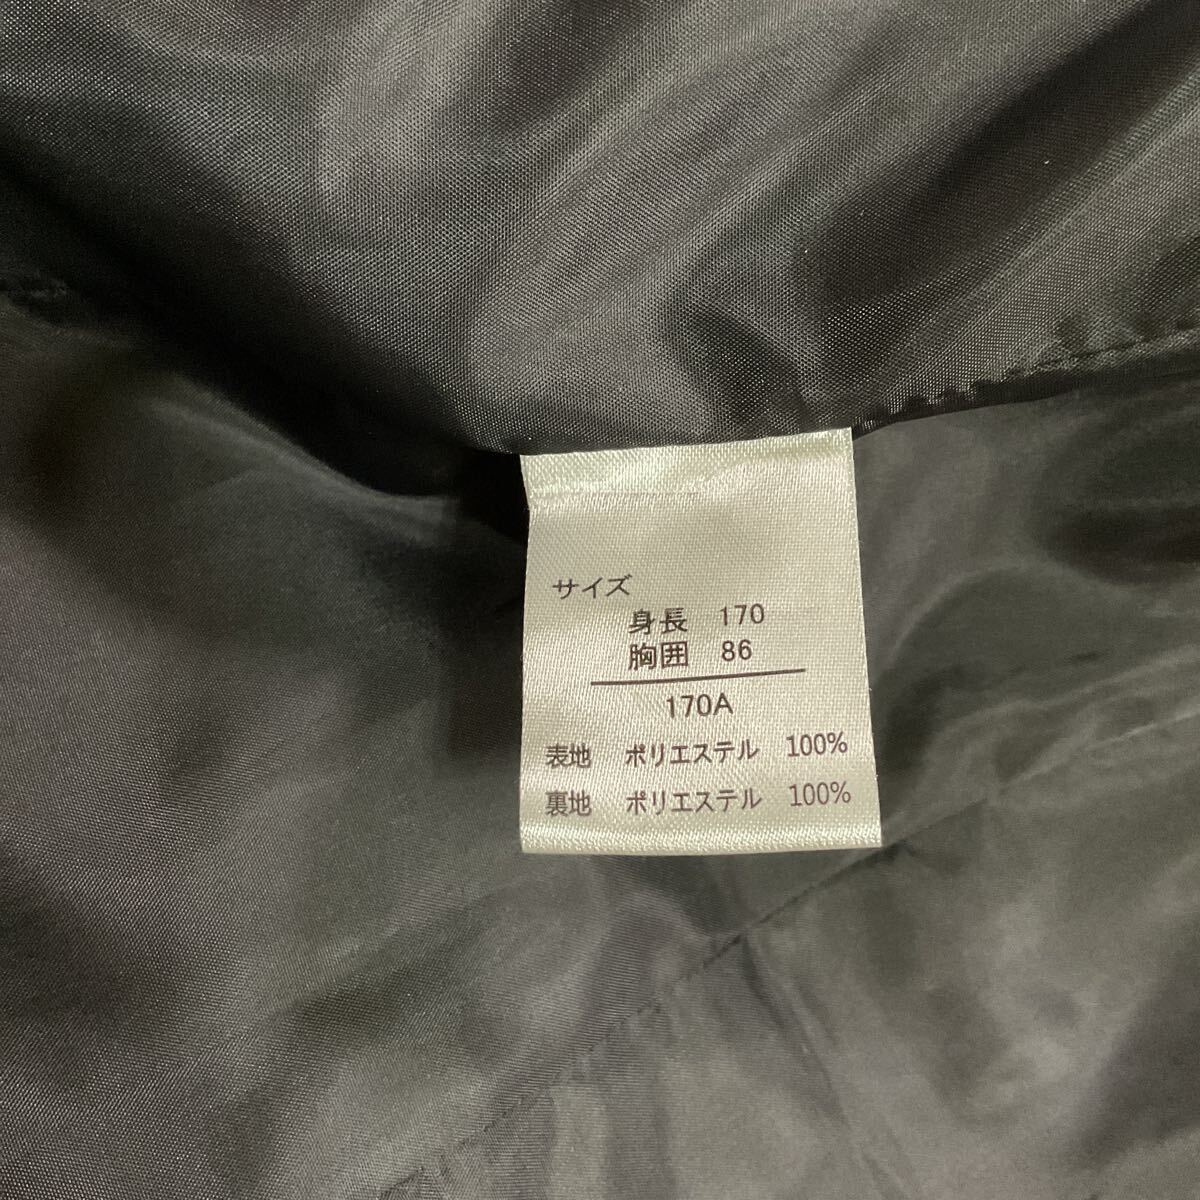 サイズ
身長 170
胸囲 86
170A
表地 ポリエステル 100%
裏地 ポリエステル 100%